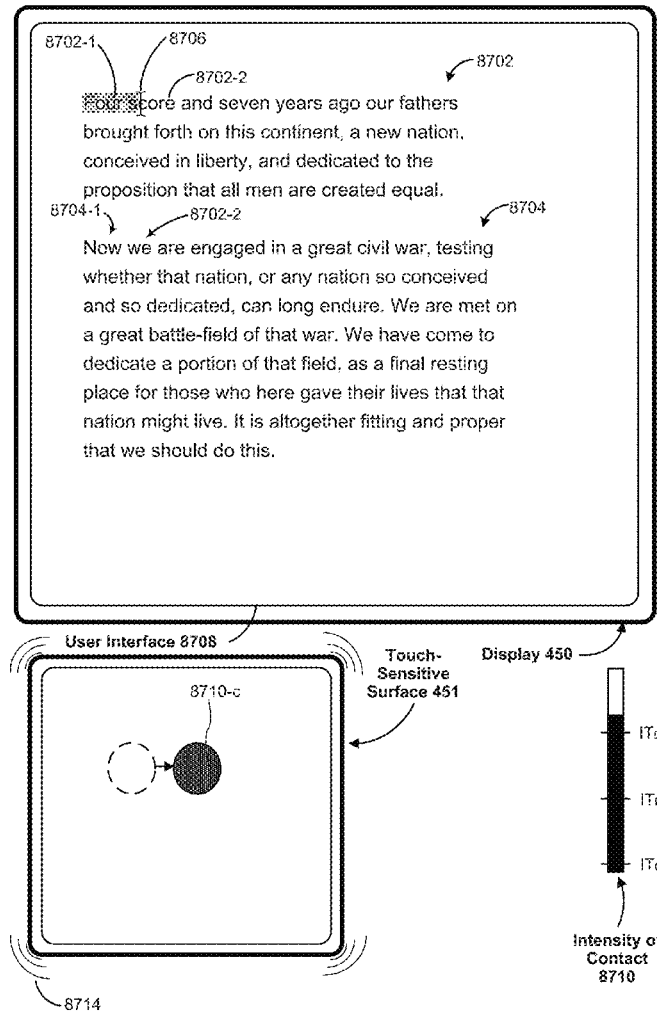 8702-1
8706
8702-2
8702
Four score and seven years ago our fathers
brought forth on this continent, a new nation,
conceived in liberty, and dedicated to the
proposition that all men are created equal.
8704-1
8702-2
8704
Now we are engaged in a great civil war, testing
whether that nation, or any nation so conceived
and so dedicated, can long endure. We are met on
a great battle-field of that war. We have come to
dedicate a portion of that field, as a final resting
place for those who here gave their lives that that
nation might live. It is altogether fitting and proper
that we should do this.
User Interface 8708
Touch-
Sensitive
Surface 451
Display 450
8710-c
Intensity o
Contact
8710
8714